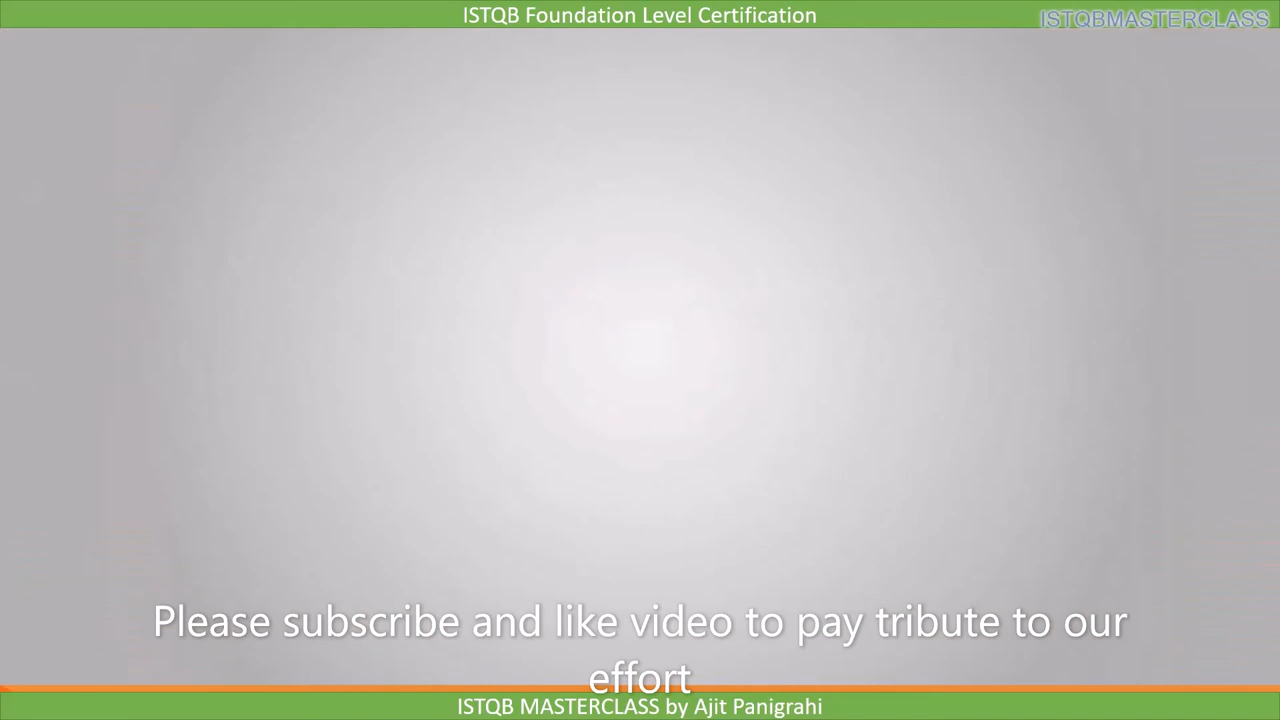 ISTQB Foundation Level Certification
ISTQBMASTERCLASS
Please subscribe and like video to pay tribute to our
effort
ISTQB MASTERCLASS by Ajit Panigrahi